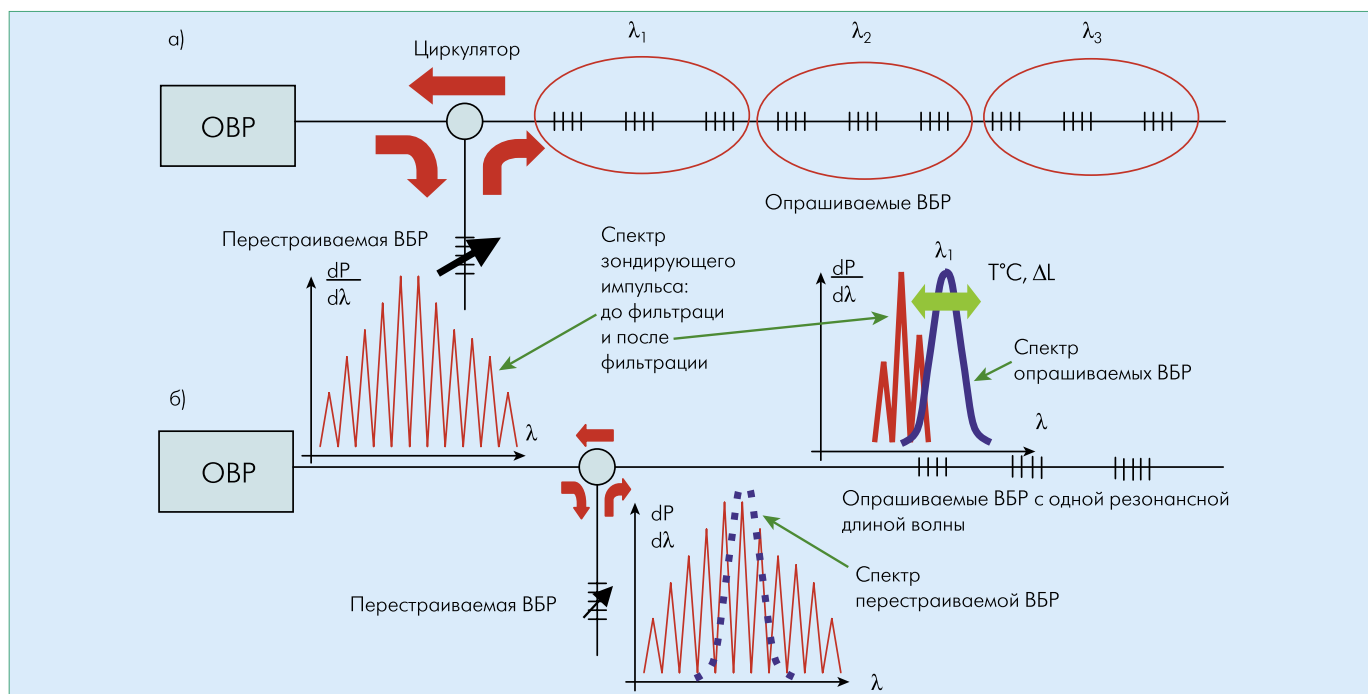 а)
Циркулятор
λ1
λ2
λ3
ОВР
Опрашиваемые ВБР
Перестраиваемая ВБР
dP
dλ
λ
Спектр
зондирующего
импульса:
до фильтраци
и после
фильтрации
dP
dλ
λ1
T°C, ΔL
Спектр
опрашиваемых ВБР
λ
б)
ОВР
Опрашиваемые ВБР с одной резонансной
длиной волны
Перестраиваемая ВБР
dP
dλ
Спектр
перестраиваемой ВБР
λ